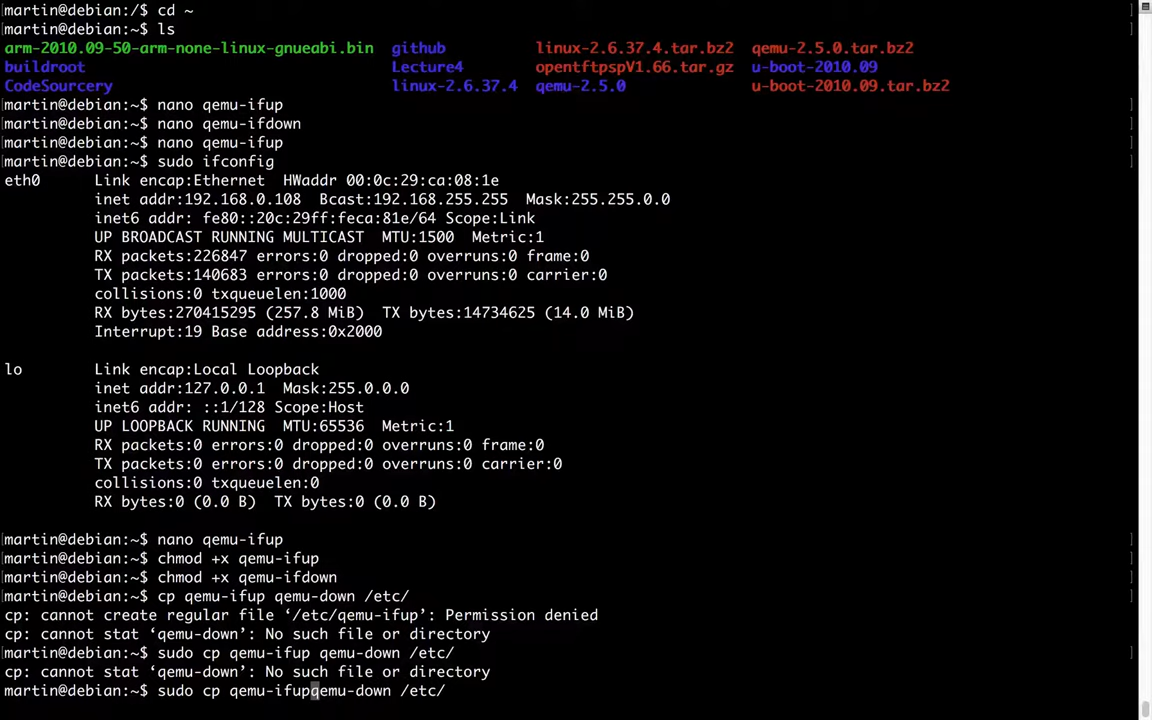 martin@debian:/$ cd ~
martin@debian:~$ ls
arm-2010.09-50-arm-none-linux-gnueabi.bin  github         linux-2.6.37.4.tar.bz2   qemu-2.5.0.tar.bz2
buildroot                                  Lecture4       opentftpspV1.66.tar.gz   u-boot-2010.09
CodeSourcery                               linux-2.6.37.4  qemu-2.5.0              u-boot-2010.09.tar.bz2
martin@debian:~$ nano qemu-ifup
martin@debian:~$ nano qemu-ifdown
martin@debian:~$ nano qemu-ifup
martin@debian:~$ sudo ifconfig
eth0      Link encap:Ethernet  HWaddr 00:0c:29:ca:08:1e
          inet addr:192.168.0.108  Bcast:192.168.255.255  Mask:255.255.0.0
          inet6 addr: fe80::20c:29ff:feca:81e/64 Scope:Link
          UP BROADCAST RUNNING MULTICAST  MTU:1500  Metric:1
          RX packets:226847 errors:0 dropped:0 overruns:0 frame:0
          TX packets:140683 errors:0 dropped:0 overruns:0 carrier:0
          collisions:0 txqueuelen:1000
          RX bytes:270415295 (257.8 MiB)  TX bytes:14734625 (14.0 MiB)
          Interrupt:19 Base address:0x2000
lo        Link encap:Local Loopback
          inet addr:127.0.0.1  Mask:255.0.0.0
          inet6 addr: ::1/128 Scope:Host
          UP LOOPBACK RUNNING  MTU:65536  Metric:1
          RX packets:0 errors:0 dropped:0 overruns:0 frame:0
          TX packets:0 errors:0 dropped:0 overruns:0 carrier:0
          collisions:0 txqueuelen:0
          RX bytes:0 (0.0 B)  TX bytes:0 (0.0 B)
martin@debian:~$ nano qemu-ifup
martin@debian:~$ chmod +x qemu-ifup
martin@debian:~$ chmod +x qemu-ifdown
martin@debian:~$ cp qemu-ifup qemu-down /etc/
cp: cannot create regular file ‘/etc/qemu-ifup’: Permission denied
cp: cannot stat ‘qemu-down’: No such file or directory
martin@debian:~$ sudo cp qemu-ifup qemu-down /etc/
cp: cannot stat ‘qemu-down’: No such file or directory
martin@debian:~$ sudo cp qemu-ifupqemu-down /etc/